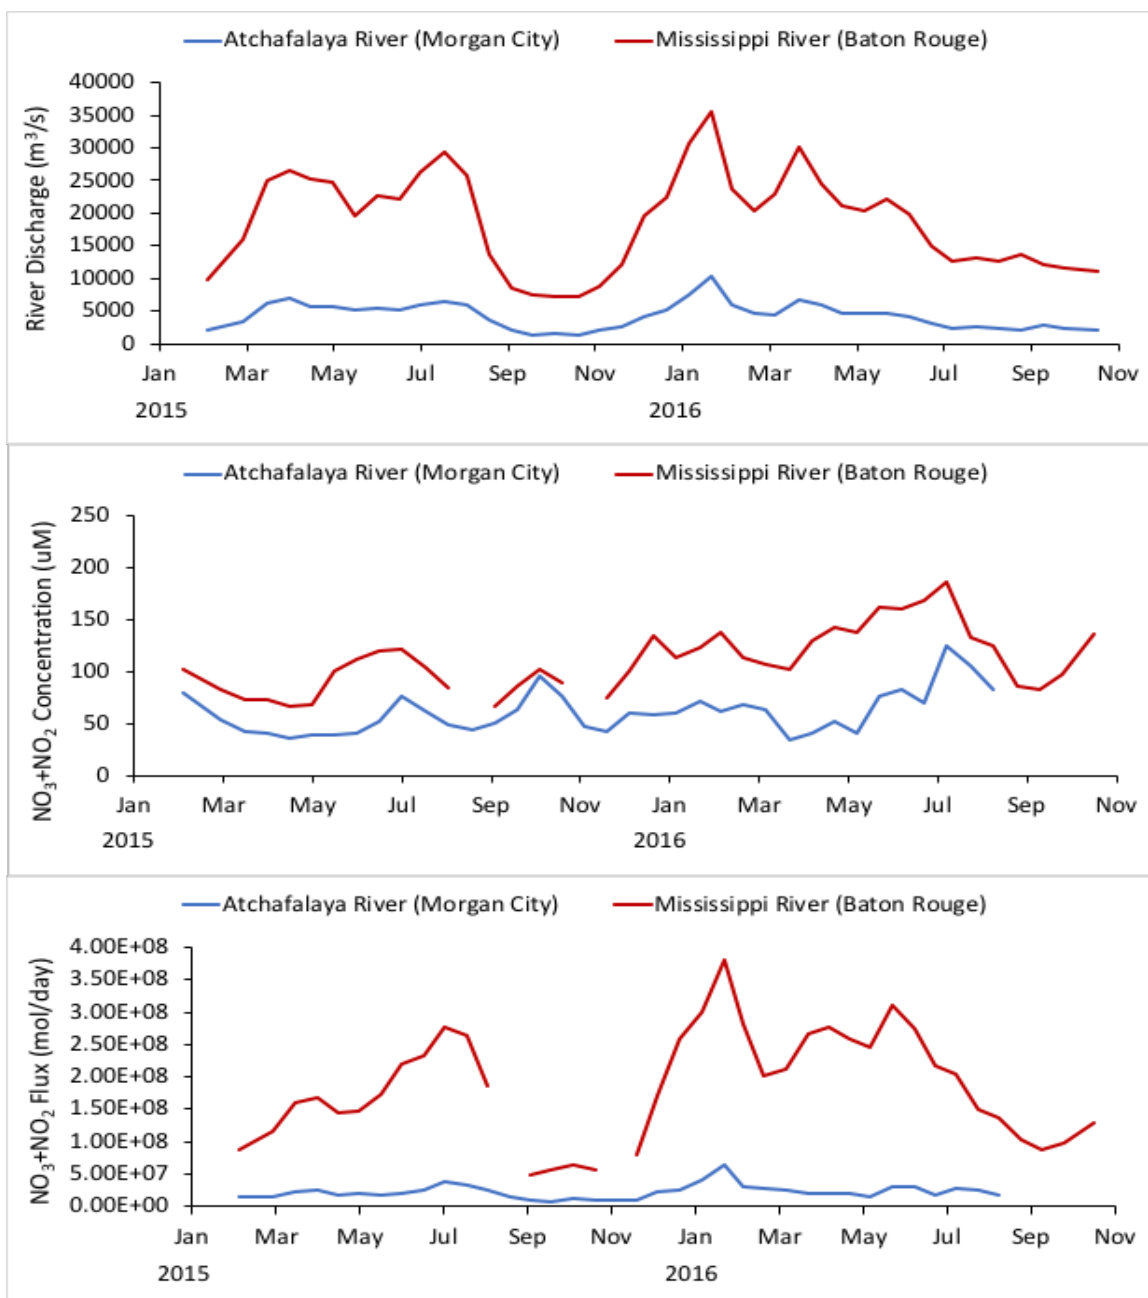 Atchafalaya River (Morgan City) Mississippi River (Baton Rouge)
River Discharge (m³/s)
40000
35000
30000
25000
20000
15000
10000
5000
0
Jan Mar May Jul Sep Nov Jan Mar May Jul Sep Nov
2015 2016
Atchafalaya River (Morgan City) Mississippi River (Baton Rouge)
NO₃+NO₂ Concentration (uM)
250
200
150
100
50
0
Jan Mar May Jul Sep Nov Jan Mar May Jul Sep Nov
2015 2016
Atchafalaya River (Morgan City) Mississippi River (Baton Rouge)
NO₃+NO₂ Flux (mol/day)
4.00E+08
3.50E+08
3.00E+08
2.50E+08
2.00E+08
1.50E+08
1.00E+08
5.00E+07
0.00E+00
Jan Mar May Jul Sep Nov Jan Mar May Jul Sep Nov
2015 2016